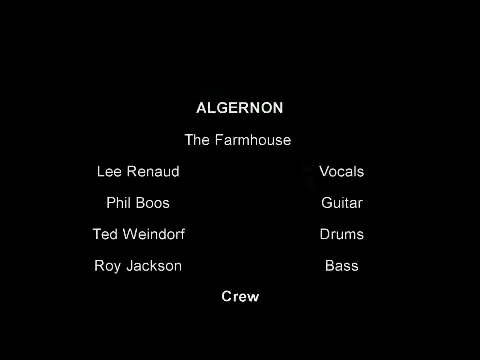 ALGERNON
The Farmhouse
Lee Renaud Vocals
Phil Boos Guitar
Ted Weindorf Drums
Roy Jackson Bass
Crew